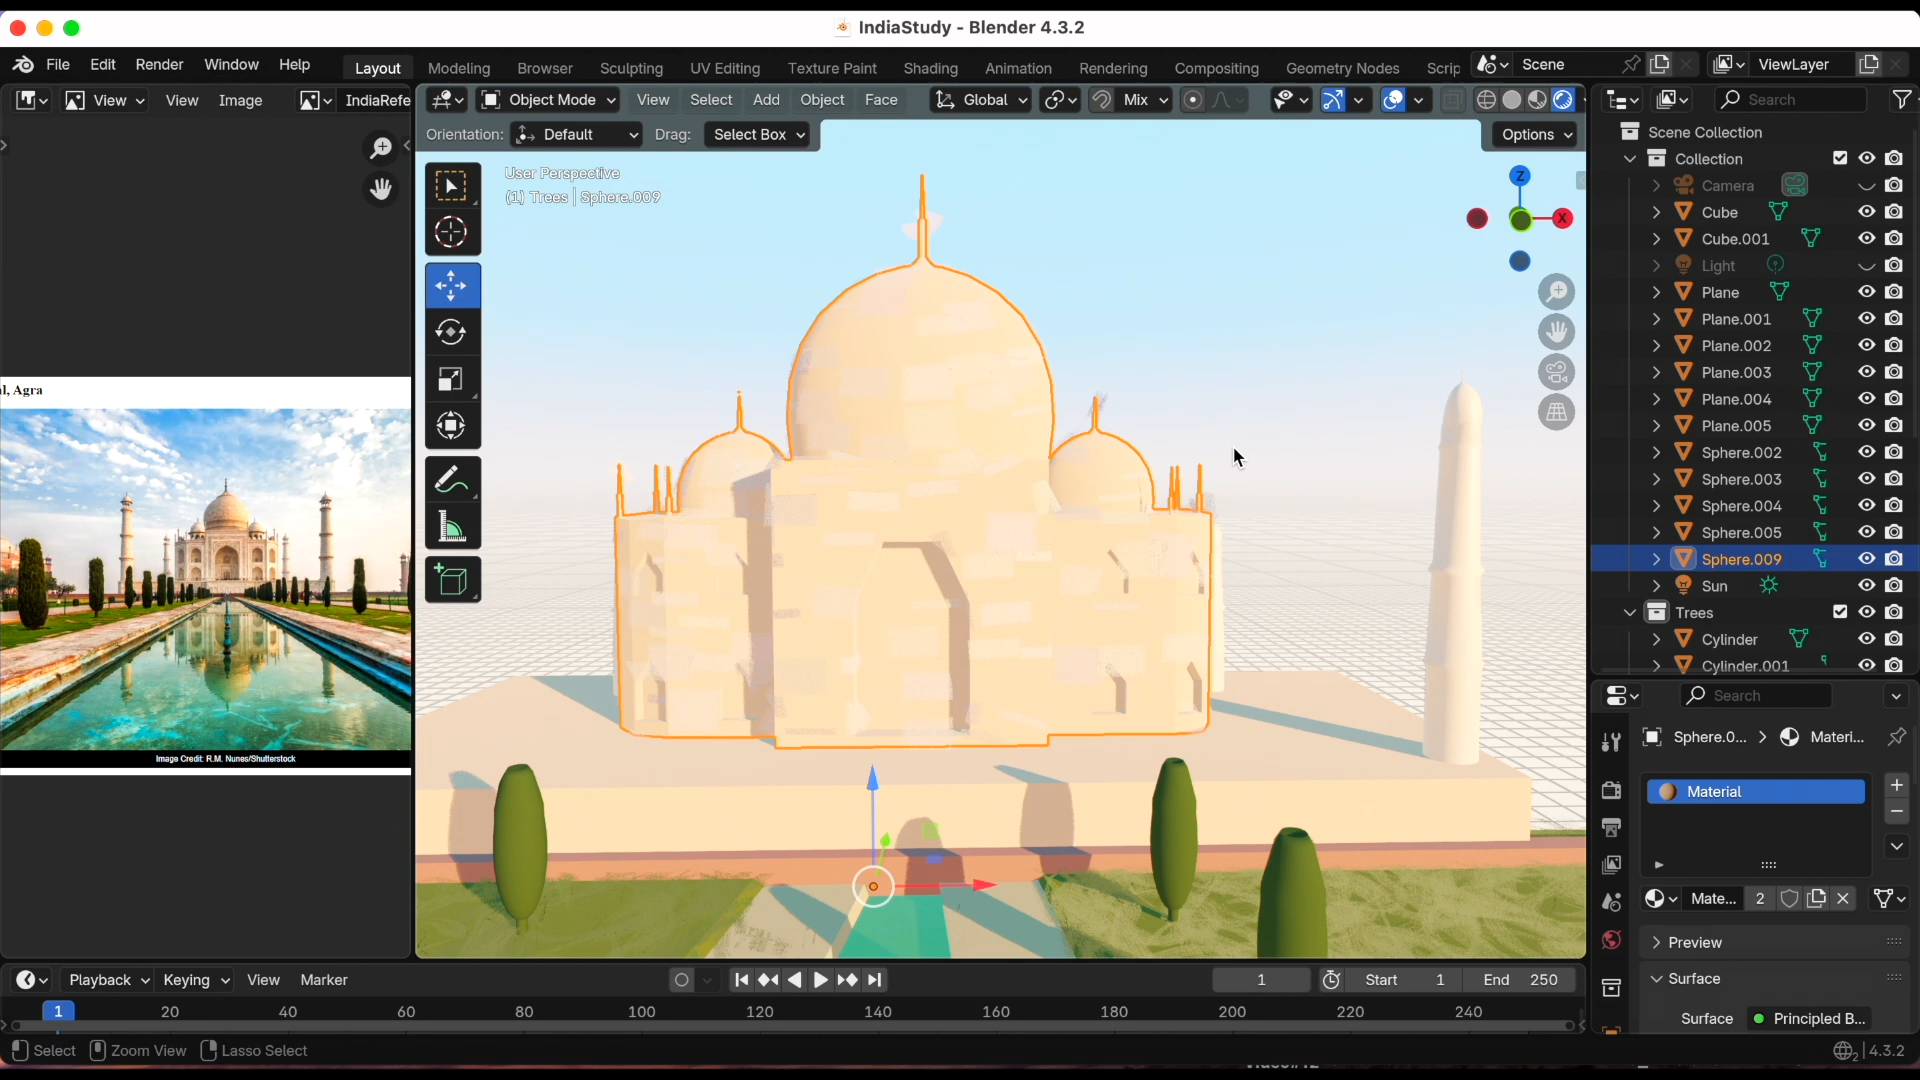 IndiaStudy - Blender 4.3.2
File Edit Render Window Help Layout Modeling Browser Sculpting UV Editing Texture Paint Shading Animation Rendering Compositing Geometry Nodes Scrip Scene ViewLayer
View View Image IndiaRefe Object Mode View Select Add Object Face Global Mix Search
Orientation: Default Drag: Select Box Options
Scene Collection
Collection
User Perspective
(1) Trees | Sphere.009
Z
X
Camera
Cube
Cube.001
Light
Plane
Plane.001
Plane.002
Plane.003
Plane.004
Plane.005
Sphere.002
Sphere.003
Sphere.004
Sphere.005
Sphere.009
Sun
Trees
Cylinder
Cylinder.001
l, Agra
Image Credit: R.M. Nunes/Shutterstock
Search
Sphere.0... Materi...
Material
Mate... 2
Preview
Surface
Surface Principled B...
Playback Keying View Marker 1 Start 1 End 250
1 20 40 60 80 100 120 140 160 180 200 220 240
Select Zoom View Lasso Select 2 4.3.2